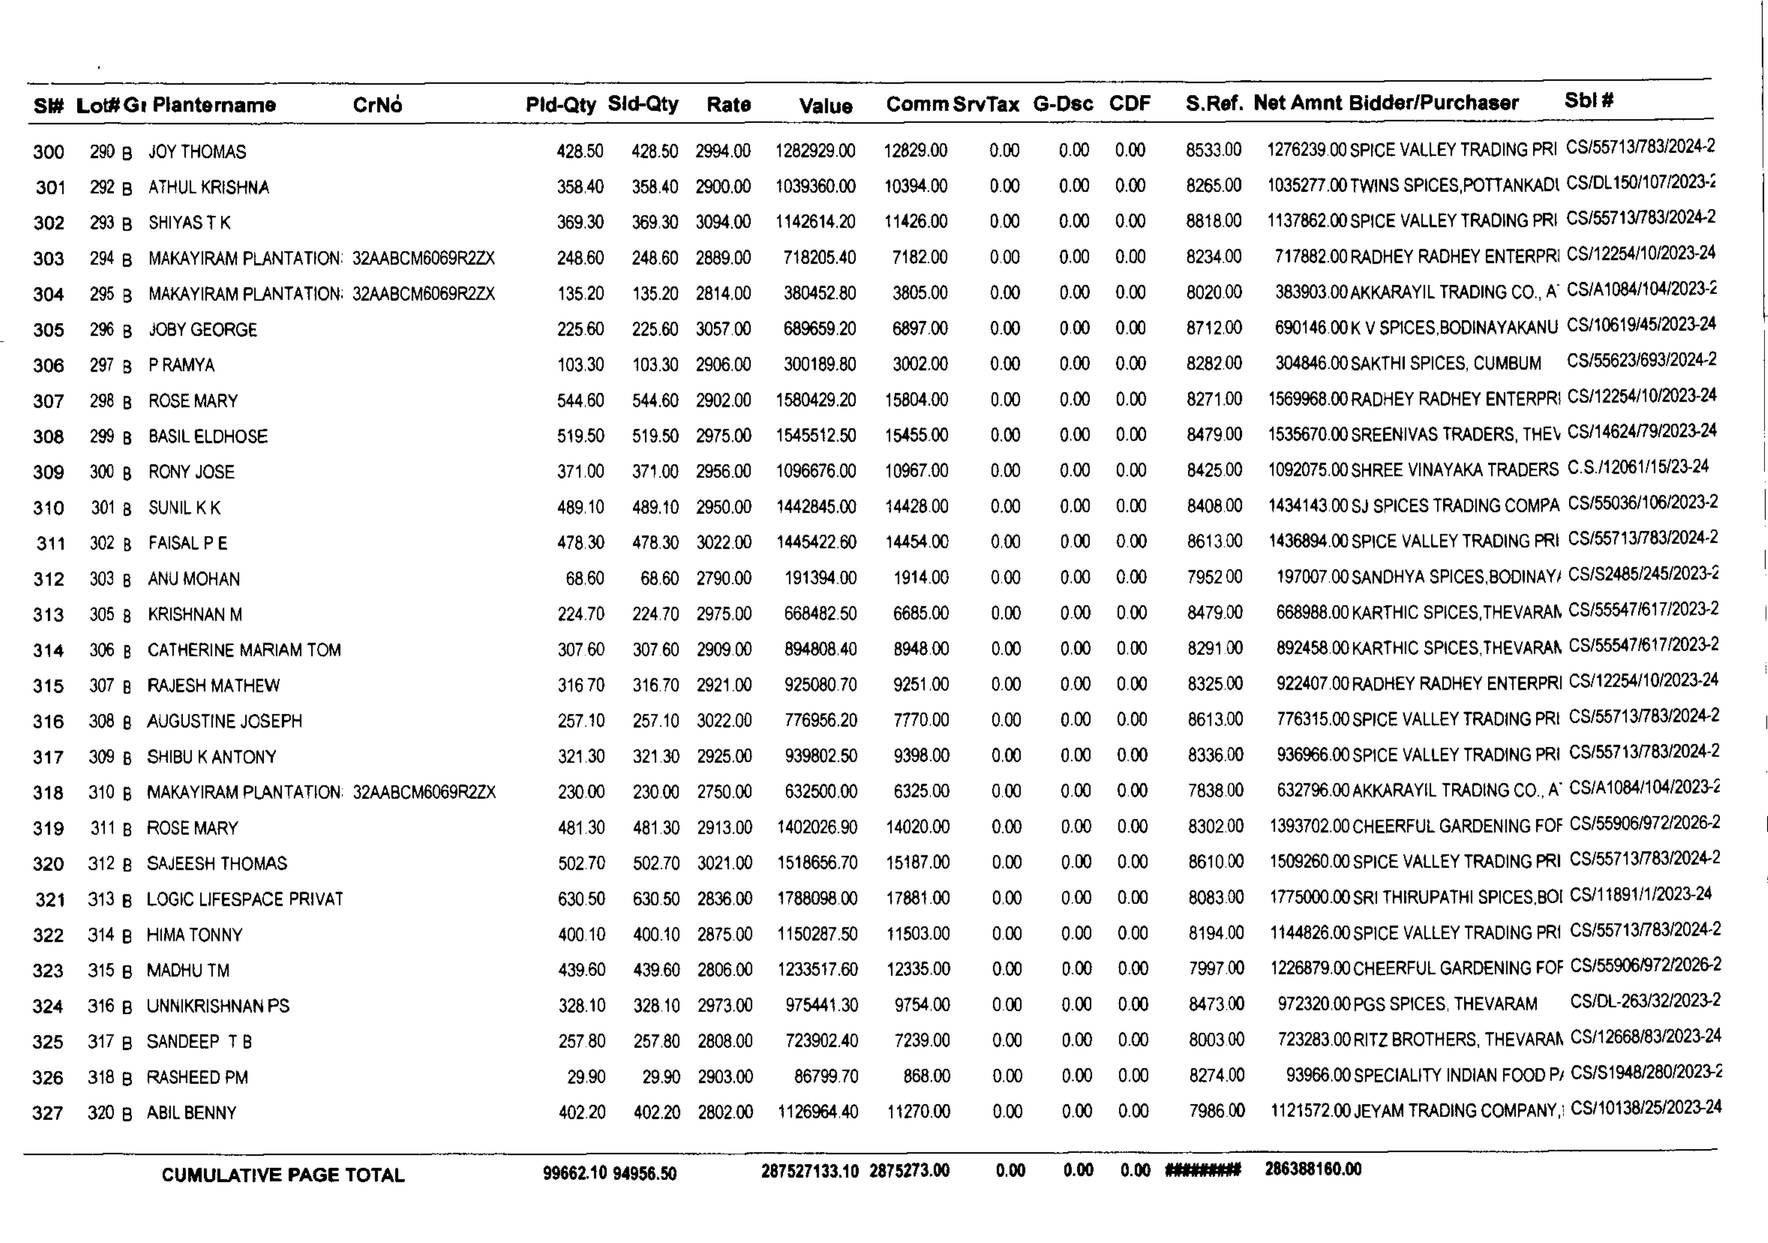 Sl# Lot# Gr Plantername CrNo Pld-Qty Sld-Qty Rate Value Comm SrvTax G-Dsc CDF S.Ref. Net Amnt Bidder/Purchaser Sbl #
300 290 B JOY THOMAS 428.50 428.50 2994.00 1282929.00 12829.00 0.00 0.00 0.00 8533.00 1276239.00 SPICE VALLEY TRADING PRI CS/55713/783/2024-2
301 292 B ATHUL KRISHNA 358.40 358.40 2900.00 1039360.00 10394.00 0.00 0.00 0.00 8265.00 1035277.00 TWINS SPICES,POTTANKADI CS/DL150/107/2023-2
302 293 B SHIYAS T K 369.30 369.30 3094.00 1142614.20 11426.00 0.00 0.00 0.00 8818.00 1137862.00 SPICE VALLEY TRADING PRI CS/55713/783/2024-2
303 294 B MAKAYIRAM PLANTATION: 32AABCM6069R2ZX 248.60 248.60 2889.00 718205.40 7182.00 0.00 0.00 0.00 8234.00 717882.00 RADHEY RADHEY ENTERPRI CS/12254/10/2023-24
304 295 B MAKAYIRAM PLANTATION: 32AABCM6069R2ZX 135.20 135.20 2814.00 380452.80 3805.00 0.00 0.00 0.00 8020.00 383903.00 AKKARAYIL TRADING CO., A CS/A1084/104/2023-2
305 296 B JOBY GEORGE 225.60 225.60 3057.00 689659.20 6897.00 0.00 0.00 0.00 8712.00 690146.00 K V SPICES,BODINAYAKANU CS/10619/45/2023-24
306 297 B P RAMYA 103.30 103.30 2906.00 300189.80 3002.00 0.00 0.00 0.00 8282.00 304846.00 SAKTHI SPICES, CUMBUM CS/55623/693/2024-2
307 298 B ROSE MARY 544.60 544.60 2902.00 1580429.20 15804.00 0.00 0.00 0.00 8271.00 1569968.00 RADHEY RADHEY ENTERPRI CS/12254/10/2023-24
308 299 B BASIL ELDHOSE 519.50 519.50 2975.00 1545512.50 15455.00 0.00 0.00 0.00 8479.00 1535670.00 SREENIVAS TRADERS, THEV CS/14624/79/2023-24
309 300 B RONY JOSE 371.00 371.00 2956.00 1096676.00 10967.00 0.00 0.00 0.00 8425.00 1092075.00 SHREE VINAYAKA TRADERS C.S./12061/15/23-24
310 301 B SUNIL K K 489.10 489.10 2950.00 1442845.00 14428.00 0.00 0.00 0.00 8408.00 1434143.00 SJ SPICES TRADING COMPA CS/55036/106/2023-2
311 302 B FAISAL P E 478.30 478.30 3022.00 1445422.60 14454.00 0.00 0.00 0.00 8613.00 1436894.00 SPICE VALLEY TRADING PRI CS/55713/783/2024-2
312 303 B ANU MOHAN 68.60 68.60 2790.00 191394.00 1914.00 0.00 0.00 0.00 7952.00 197007.00 SANDHYA SPICES,BODINAYA CS/S2485/245/2023-2
313 305 B KRISHNAN M 224.70 224.70 2975.00 668482.50 6685.00 0.00 0.00 0.00 8479.00 668988.00 KARTHIC SPICES,THEVARAM CS/55547/617/2023-2
314 306 B CATHERINE MARIAM TOM 307.60 307.60 2909.00 894808.40 8948.00 0.00 0.00 0.00 8291.00 892458.00 KARTHIC SPICES,THEVARAM CS/55547/617/2023-2
315 307 B RAJESH MATHEW 316.70 316.70 2921.00 925080.70 9251.00 0.00 0.00 0.00 8325.00 922407.00 RADHEY RADHEY ENTERPRI CS/12254/10/2023-24
316 308 B AUGUSTINE JOSEPH 257.10 257.10 3022.00 776956.20 7770.00 0.00 0.00 0.00 8613.00 776315.00 SPICE VALLEY TRADING PRI CS/55713/783/2024-2
317 309 B SHIBU K ANTONY 321.30 321.30 2925.00 939802.50 9398.00 0.00 0.00 0.00 8336.00 936966.00 SPICE VALLEY TRADING PRI CS/55713/783/2024-2
318 310 B MAKAYIRAM PLANTATION: 32AABCM6069R2ZX 230.00 230.00 2750.00 632500.00 6325.00 0.00 0.00 0.00 7838.00 632796.00 AKKARAYIL TRADING CO., A CS/A1084/104/2023-2
319 311 B ROSE MARY 481.30 481.30 2913.00 1402026.90 14020.00 0.00 0.00 0.00 8302.00 1393702.00 CHEERFUL GARDENING FOR CS/55906/972/2026-2
320 312 B SAJEESH THOMAS 502.70 502.70 3021.00 1518656.70 15187.00 0.00 0.00 0.00 8610.00 1509260.00 SPICE VALLEY TRADING PRI CS/55713/783/2024-2
321 313 B LOGIC LIFESPACE PRIVAT 630.50 630.50 2836.00 1788098.00 17881.00 0.00 0.00 0.00 8083.00 1775000.00 SRI THIRUPATHI SPICES,BOI CS/11891/1/2023-24
322 314 B HIMA TONNY 400.10 400.10 2875.00 1150287.50 11503.00 0.00 0.00 0.00 8194.00 1144826.00 SPICE VALLEY TRADING PRI CS/55713/783/2024-2
323 315 B MADHU TM 439.60 439.60 2806.00 1233517.60 12335.00 0.00 0.00 0.00 7997.00 1226879.00 CHEERFUL GARDENING FOR CS/55906/972/2026-2
324 316 B UNNIKRISHNAN PS 328.10 328.10 2973.00 975441.30 9754.00 0.00 0.00 0.00 8473.00 972320.00 PGS SPICES, THEVARAM CS/DL-263/32/2023-2
325 317 B SANDEEP T B 257.80 257.80 2808.00 723902.40 7239.00 0.00 0.00 0.00 8003.00 723283.00 RITZ BROTHERS, THEVARAM CS/12668/83/2023-24
326 318 B RASHEED PM 29.90 29.90 2903.00 86799.70 868.00 0.00 0.00 0.00 8274.00 93966.00 SPECIALITY INDIAN FOOD PA CS/S1948/280/2023-2
327 320 B ABIL BENNY 402.20 402.20 2802.00 1126964.40 11270.00 0.00 0.00 0.00 7986.00 1121572.00 JEYAM TRADING COMPANY, CS/10138/25/2023-24
CUMULATIVE PAGE TOTAL 99662.10 94956.50 287527133.10 2875273.00 0.00 0.00 0.00 ######### 286388160.00